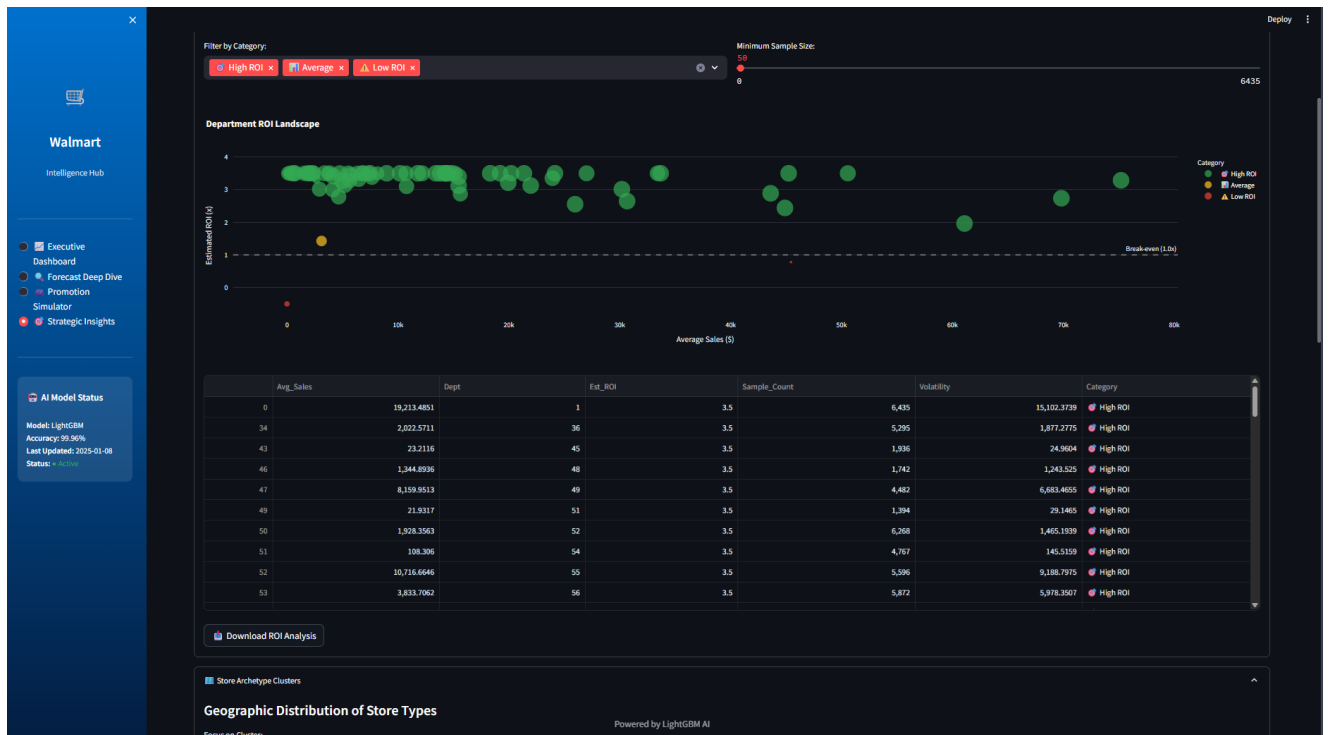 Deploy
Walmart
Intelligence Hub
Executive
Dashboard
Forecast Deep Dive
Promotion
Simulator
Strategic Insights
AI Model Status
Model: LightGBM
Accuracy: 99.96%
Last Updated: 2025-01-08
Status: ● Active
Filter by Category:
High ROI × Average × Low ROI ×
Minimum Sample Size:
50
0 6435
Department ROI Landscape
Estimated ROI (x)
4
3
2
1
0
Break-even (1.0x)
0 10k 20k 30k 40k 50k 60k 70k 80k
Average Sales ($)
Category
High ROI
Average
Low ROI
Avg_Sales Dept Est_ROI Sample_Count Volatility Category
0 19,213.4851 1 3.5 6,435 15,102.3739 High ROI
34 2,022.5711 36 3.5 5,295 1,877.2775 High ROI
43 23.2116 45 3.5 1,936 24.9604 High ROI
46 1,344.8936 48 3.5 1,742 1,243.525 High ROI
47 8,159.9513 49 3.5 4,482 6,683.4655 High ROI
49 21.9317 51 3.5 1,394 29.1465 High ROI
50 1,928.3563 52 3.5 6,268 1,465.1939 High ROI
51 108.306 54 3.5 4,767 145.5159 High ROI
52 10,716.6646 55 3.5 5,596 9,188.7975 High ROI
53 3,833.7062 56 3.5 5,872 5,978.3507 High ROI
Download ROI Analysis
Store Archetype Clusters
Geographic Distribution of Store Types
Powered by LightGBM AI
Focus on Cluster: